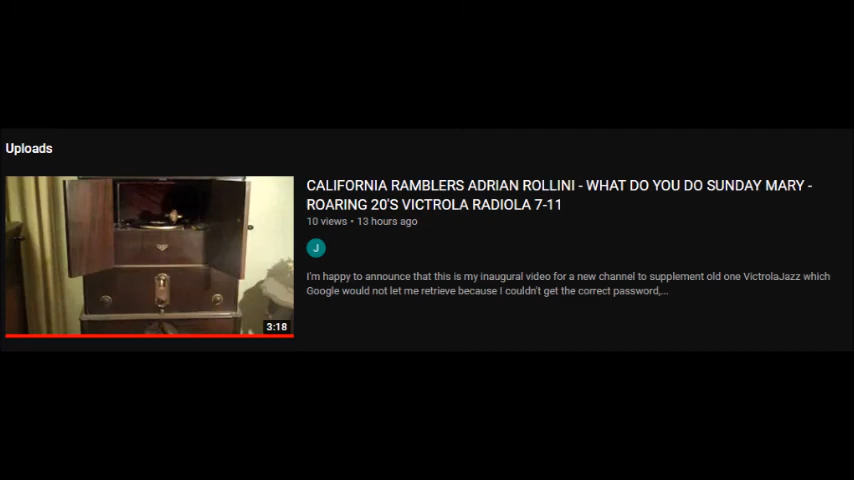 Uploads
CALIFORNIA RAMBLERS ADRIAN ROLLINI - WHAT DO YOU DO SUNDAY MARY -
ROARING 20'S VICTROLA RADIOLA 7-11
10 views • 13 hours ago
J
I'm happy to announce that this is my inaugural video for a new channel to supplement old one VictrolaJazz which
Google would not let me retrieve because I couldn't get the correct password,...
3:18